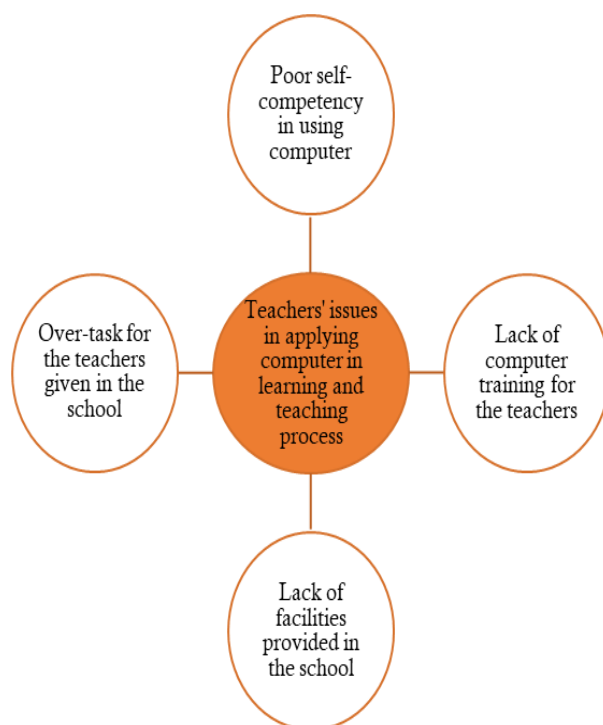 Poor self-
competency
in using
computer
Over-task for
the teachers
given in the
school
Teachers' issues
in applying
computer in
learning and
teaching
process
Lack of
computer
training for
the teachers
Lack of
facilities
provided in
the school